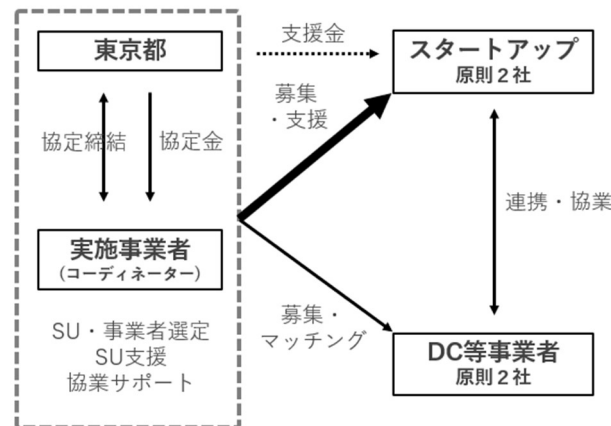 東京都
支援金
スタートアップ
原則２社
募集
・支援
協定締結
協定金
連携・協業
実施事業者
(コーディネーター)
募集・
マッチング
SU・事業者選定
SU支援
協業サポート
DC等事業者
原則２社